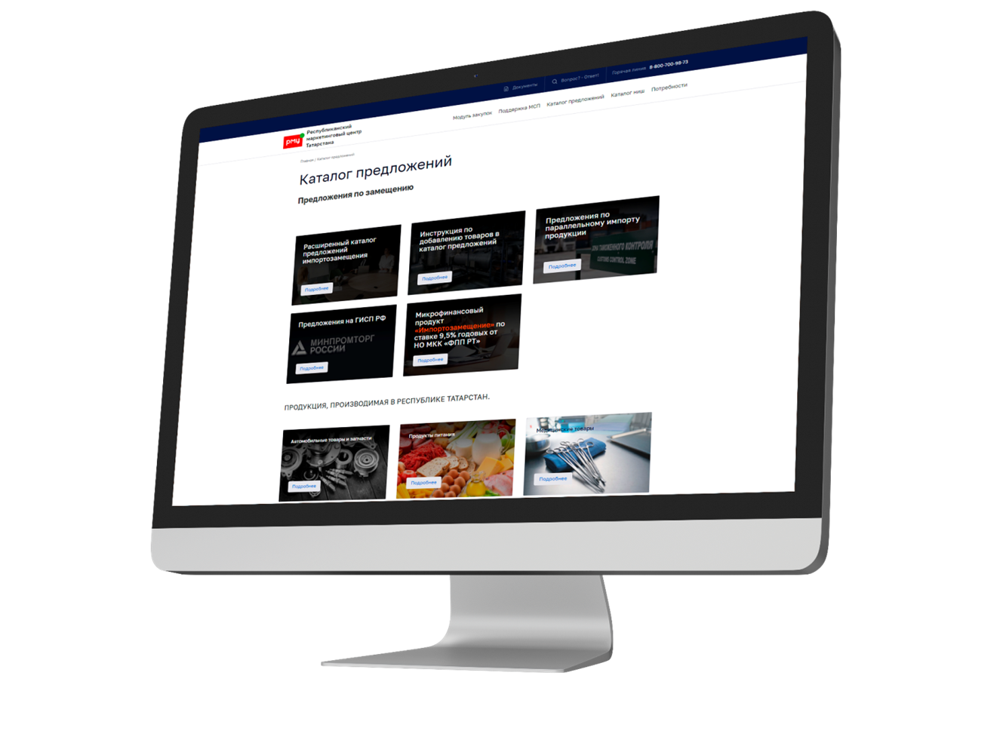 Документы
Вопрос? - Ответ!
Горячая линия 8-800-700-98-73
рмц
Республиканский
маркетинговый центр
Татарстана
Модуль закупок
Поддержка МСП
Каталог предложений
Каталог ниш
Потребности
Главная / Каталог предложений
Каталог предложений
Предложения по замещению
Расширенный каталог
предложений
импортозамещения
Подробнее
Инструкция по
добавлению товаров в
каталог предложений
Подробнее
Предложения по
параллельному импорту
продукции
ЗОНА ТАМОЖЕННОГО КОНТРОЛЯ
CUSTOMS CONTROL ZONE
Подробнее
Предложения на ГИСП РФ
МИНПРОМТОРГ
РОССИИ
Подробнее
Микрофинансовый
продукт
«Импортозамещение» по
ставке 9,5% годовых от
НО МКК «ФПП РТ»
Подробнее
ПРОДУКЦИЯ, ПРОИЗВОДИМАЯ В РЕСПУБЛИКЕ ТАТАРСТАН.
Автомобильные товары и запчасти
Подробнее
Продукты питания
Подробнее
Медицинские товары
Подробнее